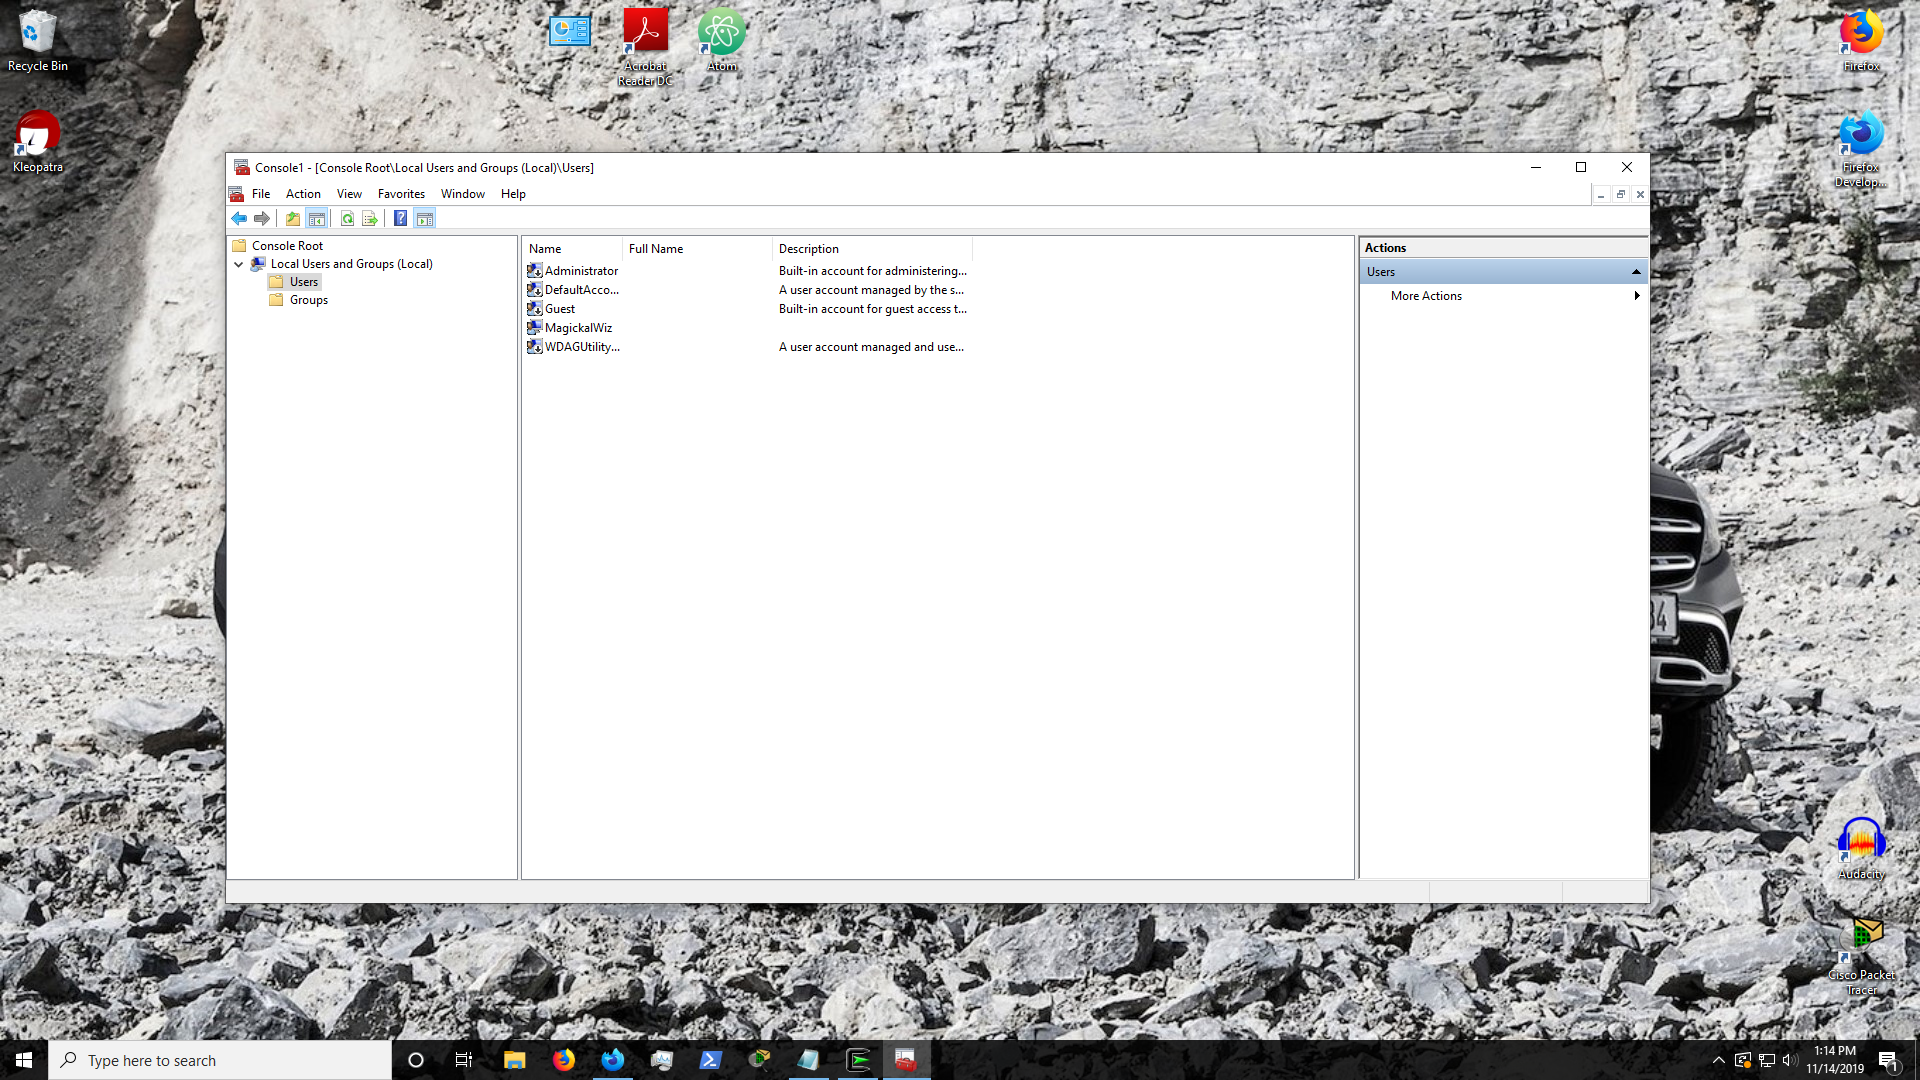 Recycle Bin
Kleopatra
Acrobat
Reader DC
Atom
Firefox
Firefox
Develop...
Console1 - [Console Root\Local Users and Groups (Local)\Users]
File Action View Favorites Window Help
Console Root
Local Users and Groups (Local)
Users
Groups
Name Full Name Description
Administrator Built-in account for administering...
DefaultAcco... A user account managed by the s...
Guest Built-in account for guest access t...
MagickalWiz
WDAGUtility... A user account managed and use...
Actions
Users
More Actions
34
Audacity
Cisco Packet
Tracer
Type here to search
1:14 PM
11/14/2019
1